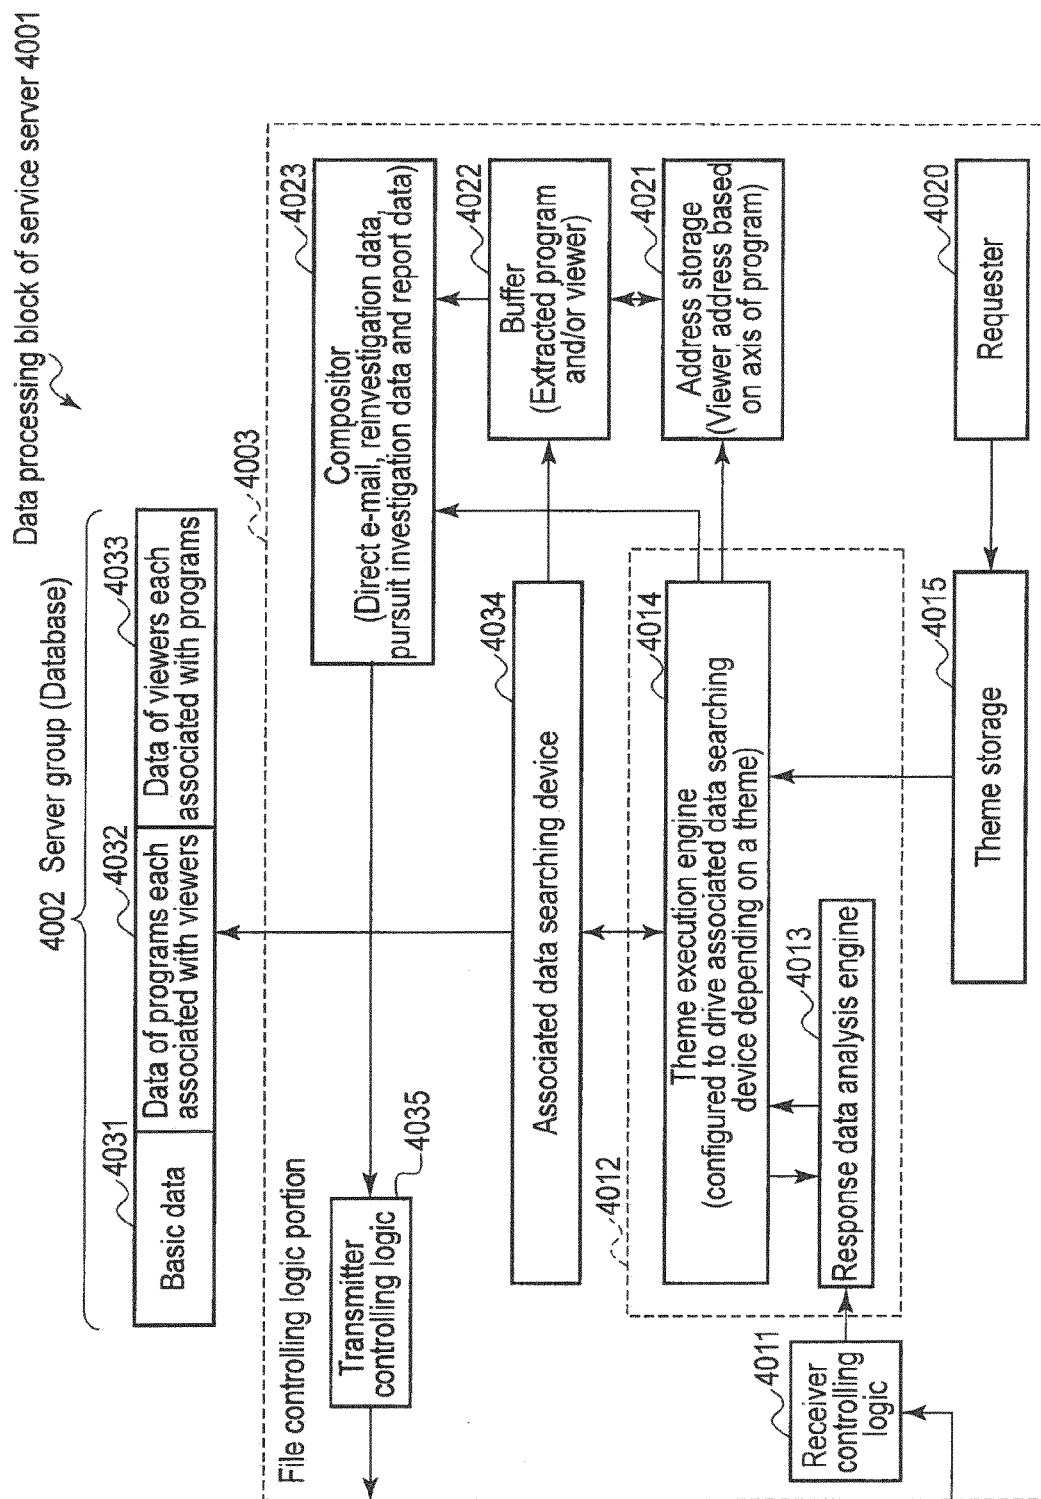 Data processing block of service server 4001
4002 Server group (Database)
4031
4032
4033
Basic data
Data of programs each
associated with viewers
Data of viewers each
associated with programs
4003
File controlling logic portion
4035
Transmitter
controlling logic
4023
Compositor
(Direct e-mail, reinvestigation data,
pursuit investigation data and report data)
4034
Associated data searching device
4022
Buffer
(Extracted program
and/or viewer)
4012
4014
Theme execution engine
(configured to drive associated data searching
device depending on a theme)
4021
Address storage
(Viewer address based
on axis of program)
4011
Receiver
controlling
logic
4013
Response data analysis engine
4015
Theme storage
4020
Requester